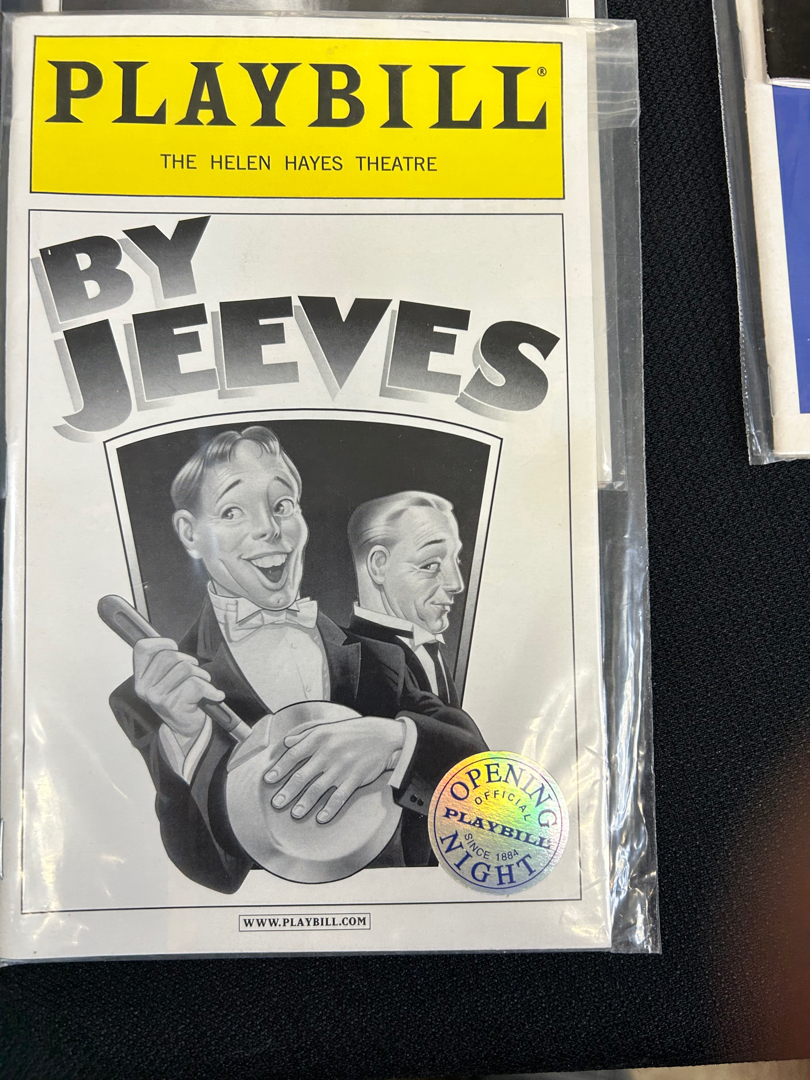 PLAYBILL®
THE HELEN HAYES THEATRE
BY
JEEVES
OPENING
OFFICIAL
PLAYBILL
SINCE 1884
NIGHT
WWW.PLAYBILL.COM